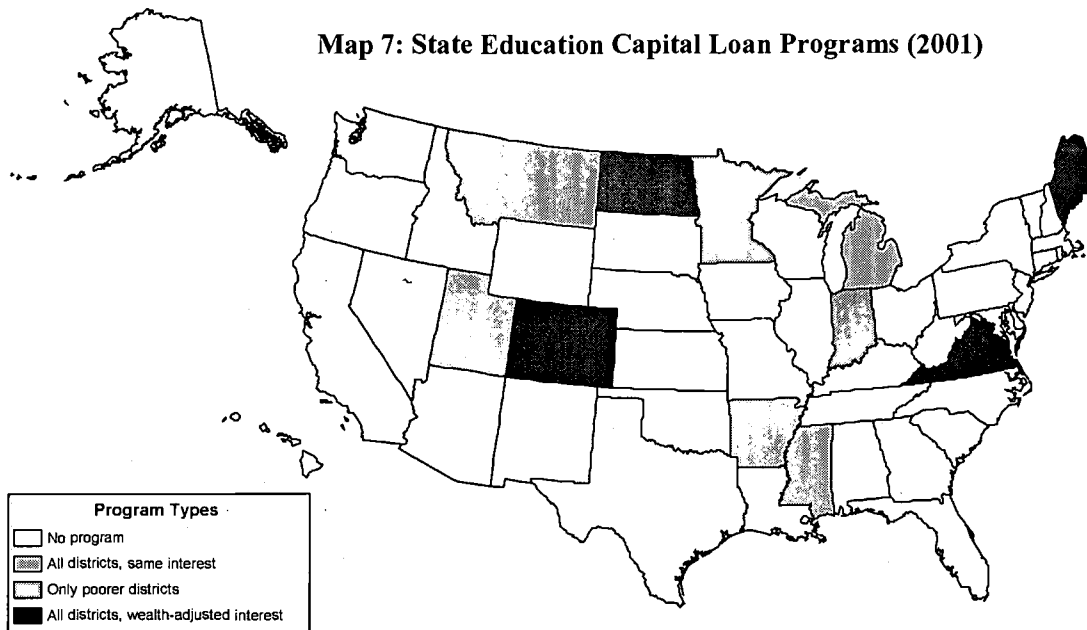 Map 7: State Education Capital Loan Programs (2001)
Program Types
No program
All districts, same interest
Only poorer districts
All districts, wealth-adjusted interest